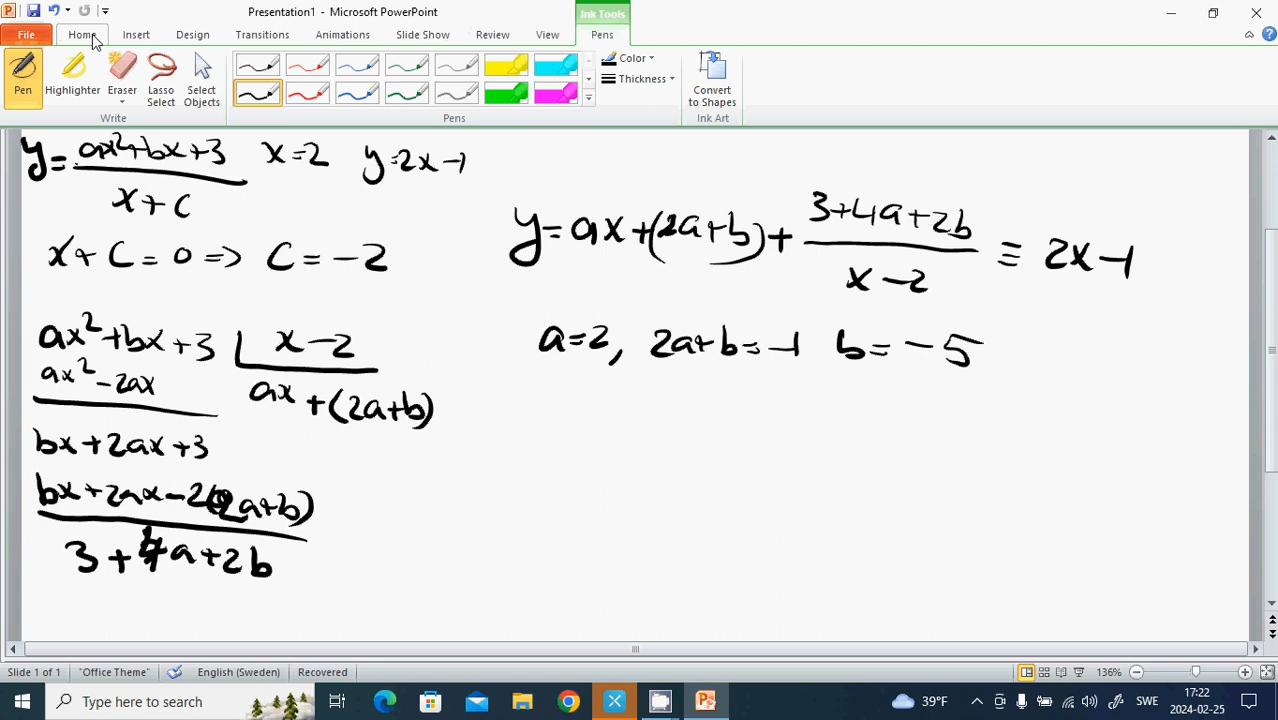 Presentation1 - Microsoft PowerPoint
Ink Tools
File Home Insert Design Transitions Animations Slide Show Review View Pens
Pen Highlighter Eraser Lasso Select Select Objects Color Thickness Convert to Shapes
Write Pens Ink Art
y = (ax²+bx+3)/(x+c) x=2 y=2x-1
x+c=0 => c=-2
y=ax+(2a+b)+(3+4a+2b)/(x-2) ≡ 2x-1
ax²+bx+3 | x-2
ax²-2ax
ax+(2a+b)
bx+2ax+3
bx+2ax-2(2a+b)
3+4a+2b
a=2, 2a+b=-1 b=-5
Slide 1 of 1 "Office Theme" English (Sweden) Recovered 136%
Type here to search 39°F SWE 17:22
2024-02-25